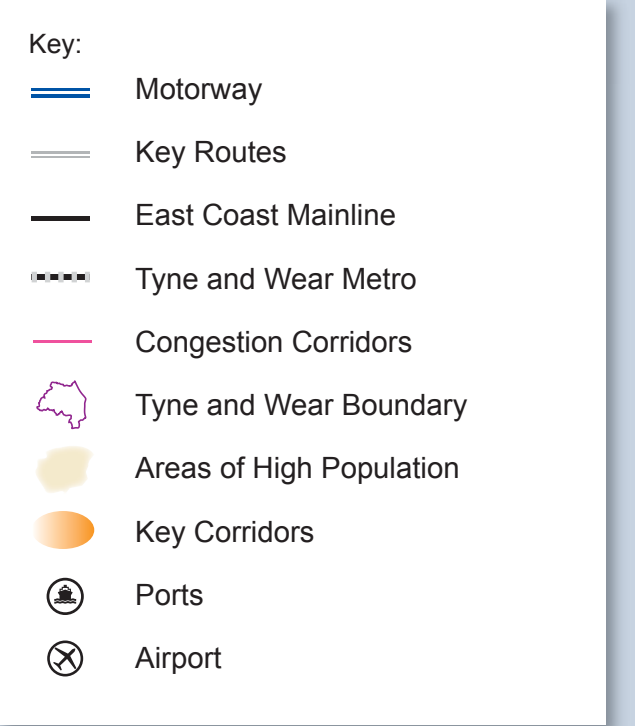 Key:
Motorway
Key Routes
East Coast Mainline
Tyne and Wear Metro
Congestion Corridors
Tyne and Wear Boundary
Areas of High Population
Key Corridors
Ports
Airport